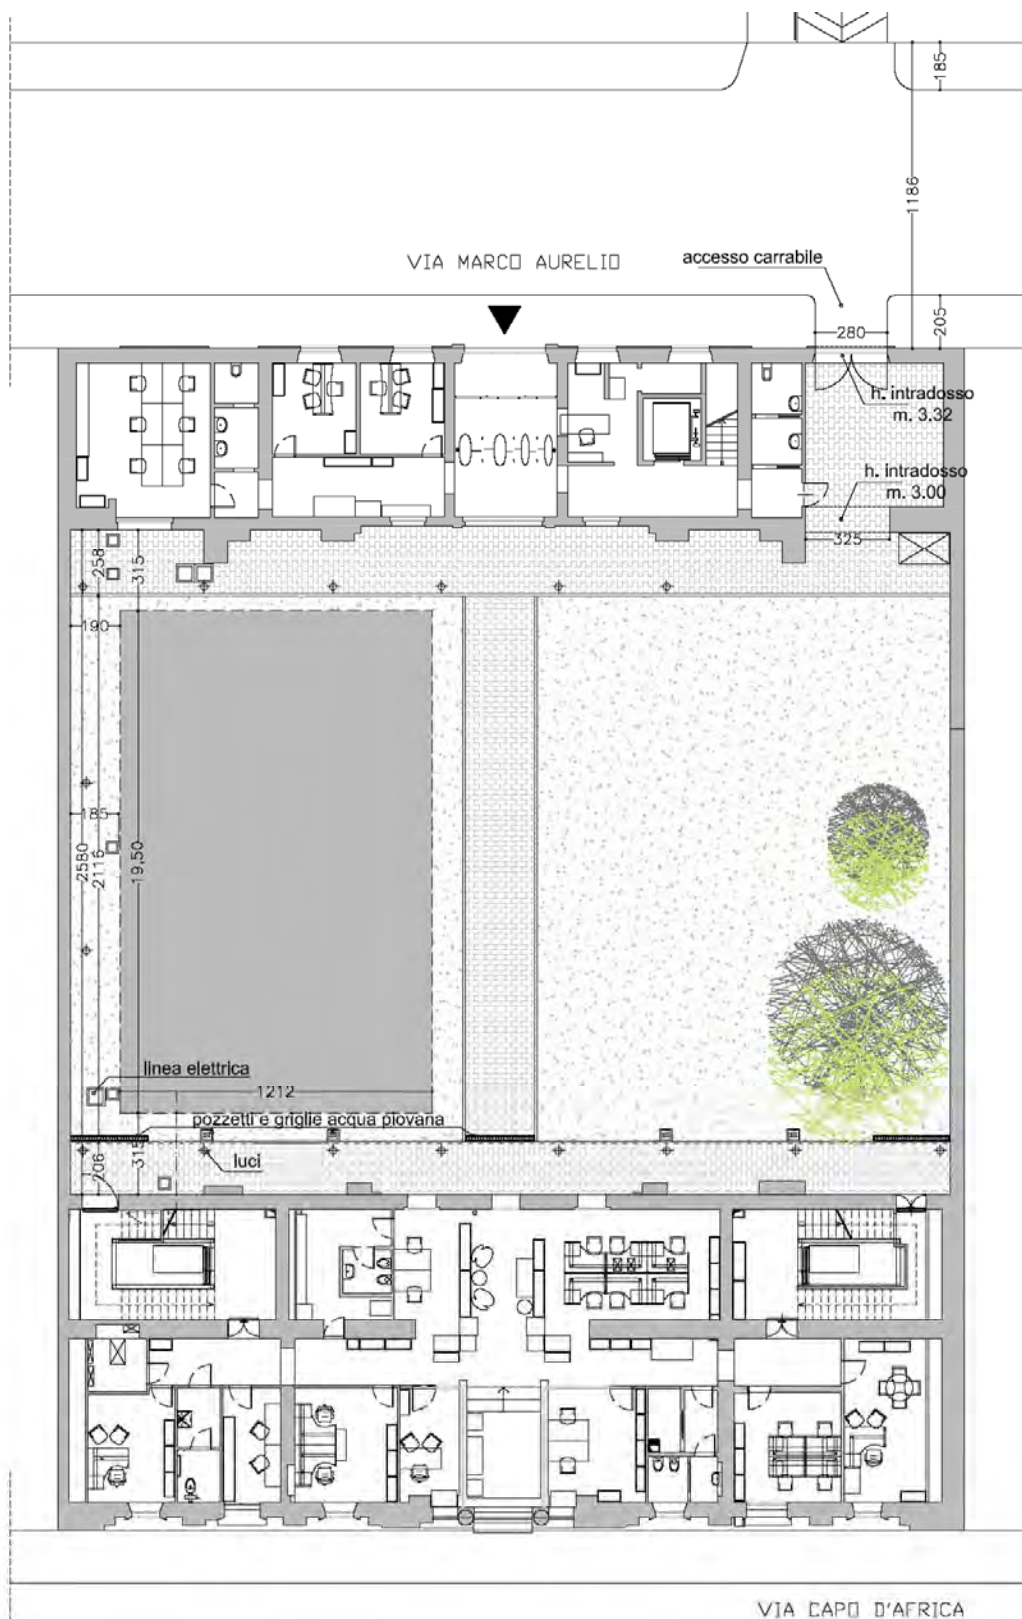 185
1186
VIA MARCO AURELIO
accesso carrabile
280
205
h. intradosso
m. 3.32
h. intradosso
m. 3.00
325
258
315
190
185
2580
2116
19,50
linea elettrica
1212
pozzetti e griglie acqua piovana
206
315
luci
VIA CAPO D'AFRICA